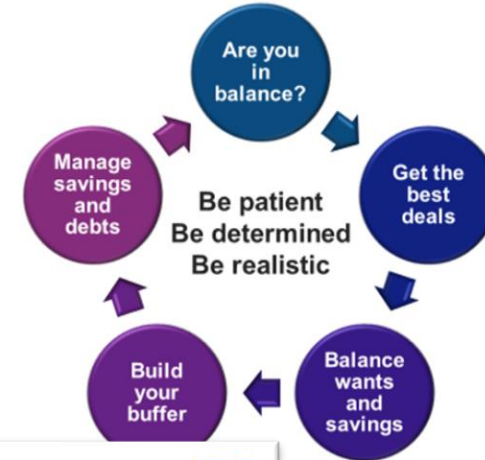 Are you
in
balance?
Get the
best
deals
Balance
wants
and
savings
Build
your
buffer
Manage
savings
and
debts
Be patient
Be determined
Be realistic